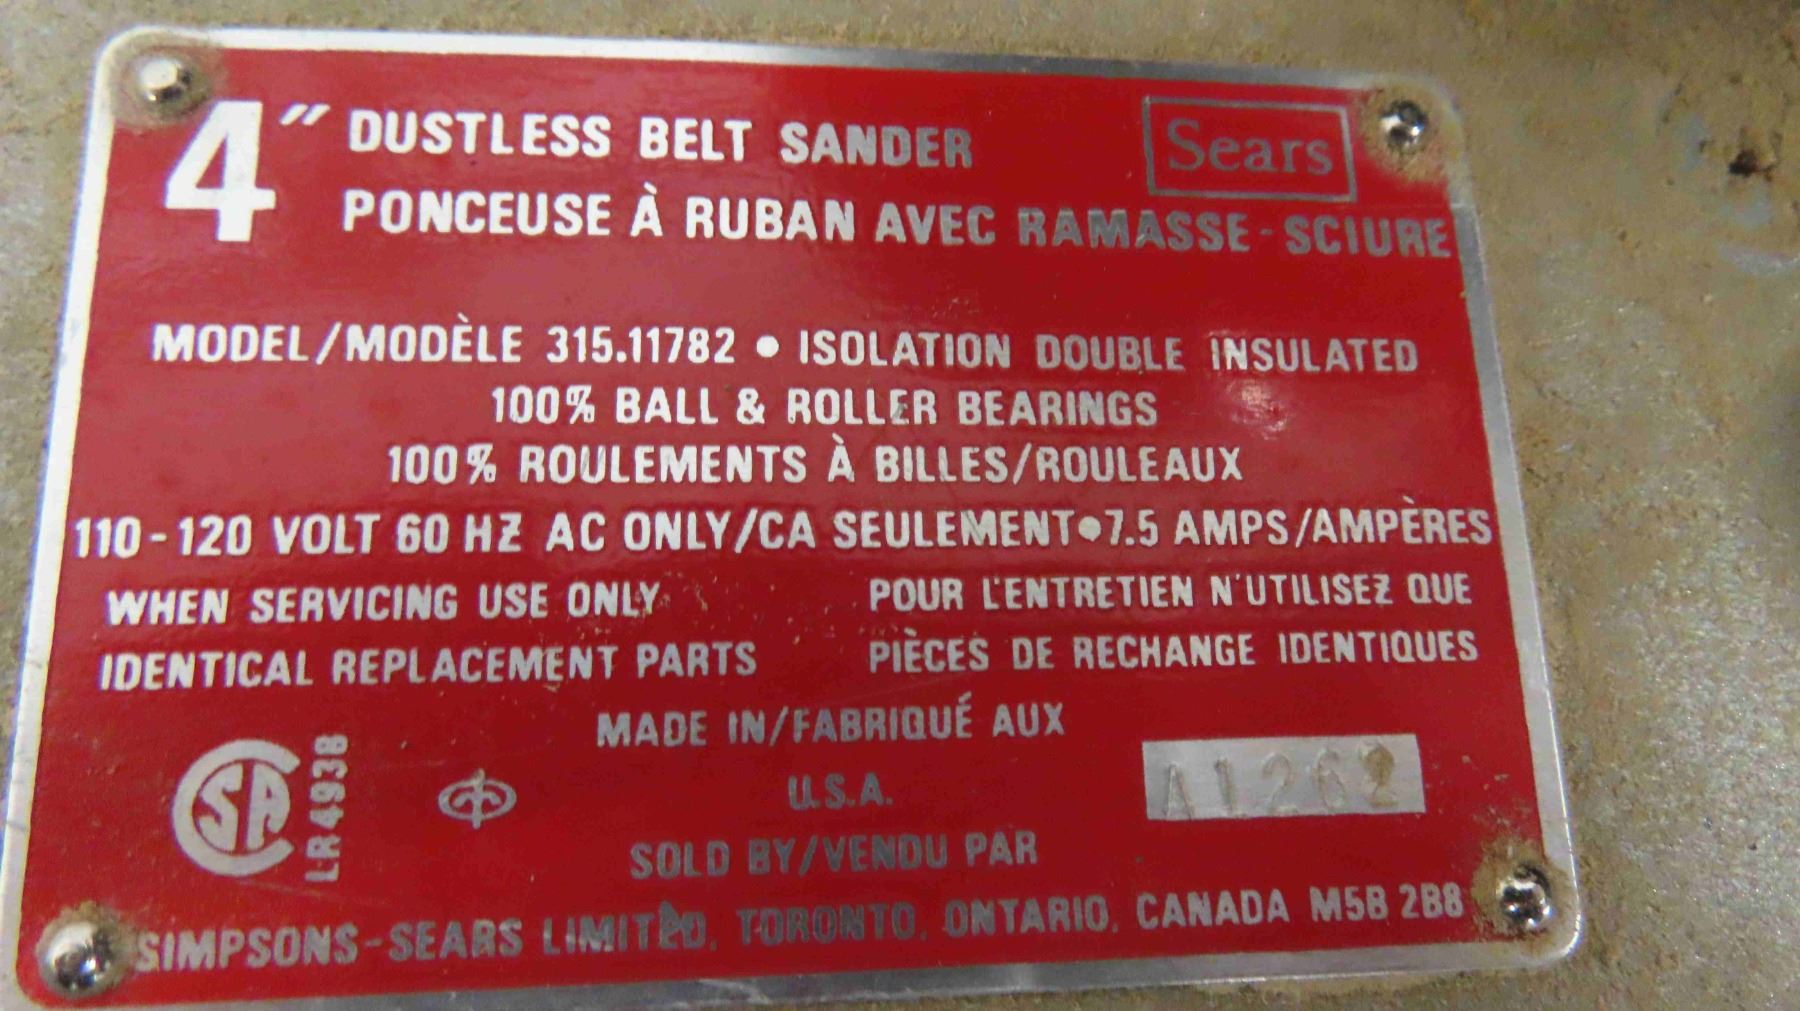 4" DUSTLESS BELT SANDER
Sears
PONCEUSE À RUBAN AVEC RAMASSE-SCIURE
MODEL/MODÈLE 315.11782 • ISOLATION DOUBLE INSULATED
100% BALL & ROLLER BEARINGS
100% ROULEMENTS À BILLES/ROULEAUX
110-120 VOLT 60 HZ AC ONLY/CA SEULEMENT•7.5 AMPS/AMPÈRES
WHEN SERVICING USE ONLY
IDENTICAL REPLACEMENT PARTS
POUR L'ENTRETIEN N'UTILISEZ QUE
PIÈCES DE RECHANGE IDENTIQUES
MADE IN/FABRIQUÉ AUX
U.S.A.
CSA
LR4938
A1262
SOLD BY/VENDU PAR
SIMPSONS-SEARS LIMITED, TORONTO, ONTARIO, CANADA M5B 2B8